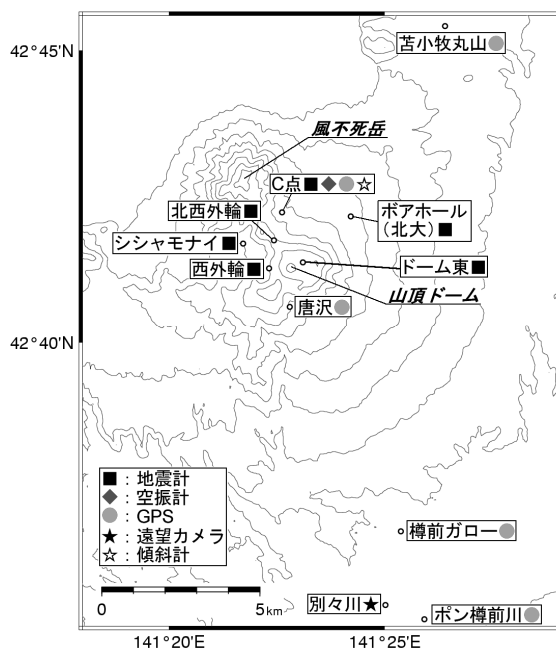 42°45'N
苫小牧丸山●
風不死岳
C点■◆●☆
北西外輪■
ボアホール
(北大)■
シシャモナイ■
西外輪■
ドーム東■
山頂ドーム
唐沢●
42°40'N
■：地震計
◆：空振計
●：GPS
★：遠望カメラ
☆：傾斜計
樽前ガロー●
0
5km
別々川★
ポン樽前川●
141°20'E
141°25'E